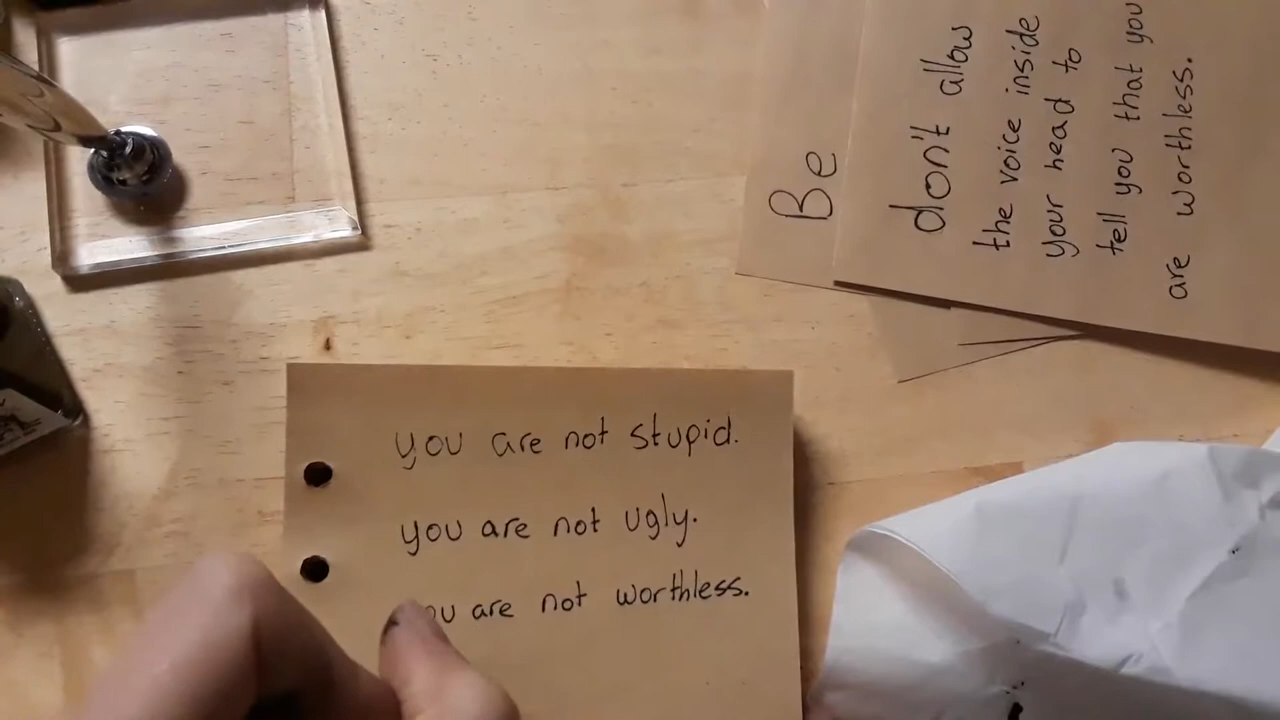 you are not stupid.
you are not ugly.
you are not worthless.
Be
don't allow
the voice inside
your head to
tell you that you
are worthless.